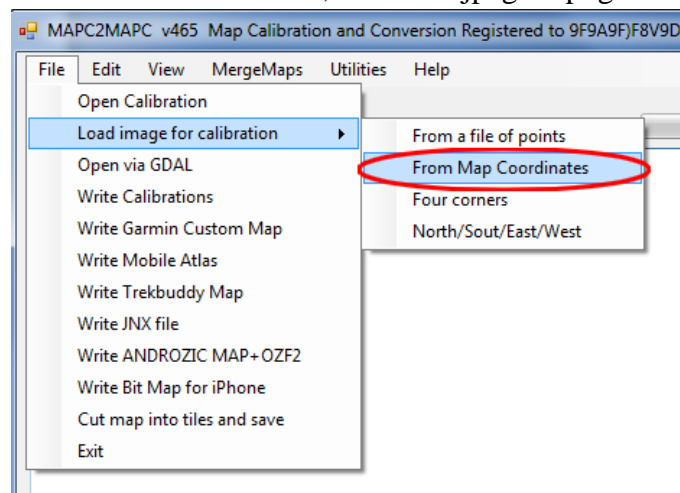 MAPC2MAPC v465 Map Calibration and Conversion Registered to 9F9A9F)F8V9D
File Edit View MergeMaps Utilities Help
Open Calibration
Load image for calibration
From a file of points
Open via GDAL
From Map Coordinates
Write Calibrations
Four corners
Write Garmin Custom Map
North/Sout/East/West
Write Mobile Atlas
Write Trekbuddy Map
Write JNX file
Write ANDROZIC MAP+OZF2
Write Bit Map for iPhone
Cut map into tiles and save
Exit